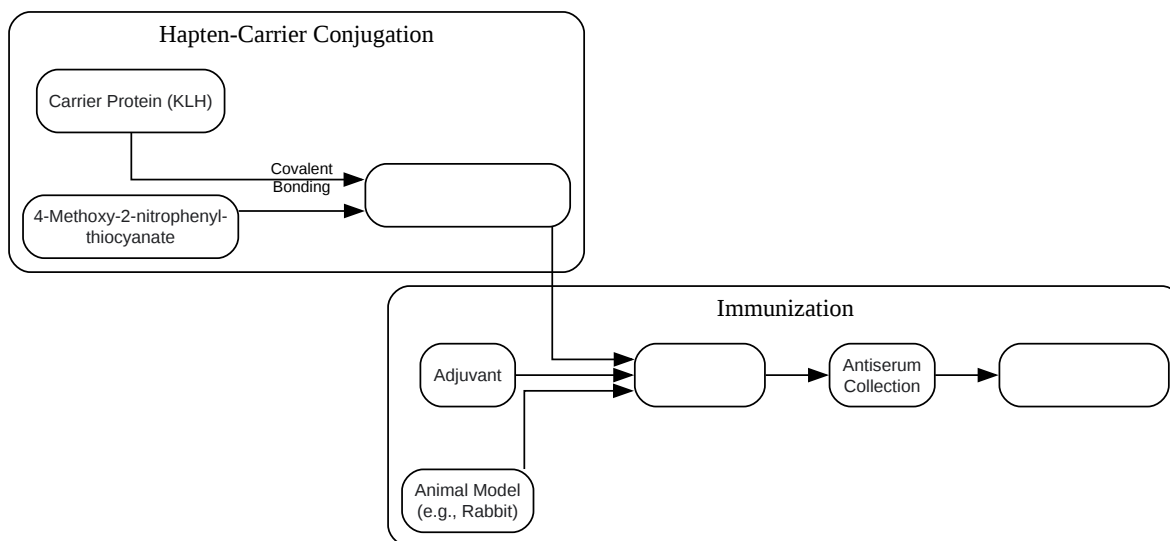 Hapten-Carrier Conjugation
Carrier Protein (KLH)
Covalent
Bonding
4-Methoxy-2-nitrophenyl-
thiocyanate
Immunization
Adjuvant
Antiserum
Collection
Animal Model
(e.g., Rabbit)